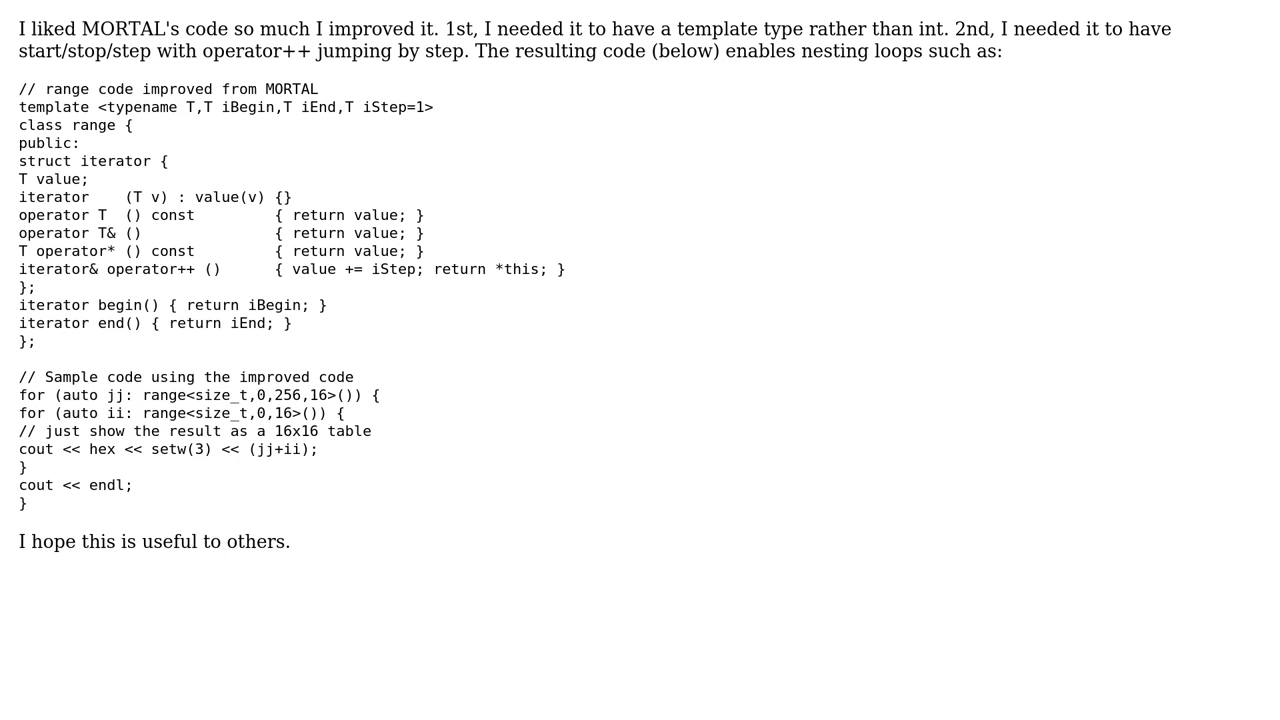 I liked MORTAL's code so much I improved it. 1st, I needed it to have a template type rather than int. 2nd, I needed it to have
start/stop/step with operator++ jumping by step. The resulting code (below) enables nesting loops such as:
// range code improved from MORTAL
template <typename T,T iBegin,T iEnd,T iStep=1>
class range {
public:
struct iterator {
T value;
iterator    (T v) : value(v) {}
operator T  () const         { return value; }
operator T& ()               { return value; }
T operator* () const         { return value; }
iterator& operator++ ()      { value += iStep; return *this; }
};
iterator begin() { return iBegin; }
iterator end() { return iEnd; }
};
// Sample code using the improved code
for (auto jj: range<size_t,0,256,16>()) {
for (auto ii: range<size_t,0,16>()) {
// just show the result as a 16x16 table
cout << hex << setw(3) << (jj+ii);
}
cout << endl;
}
I hope this is useful to others.